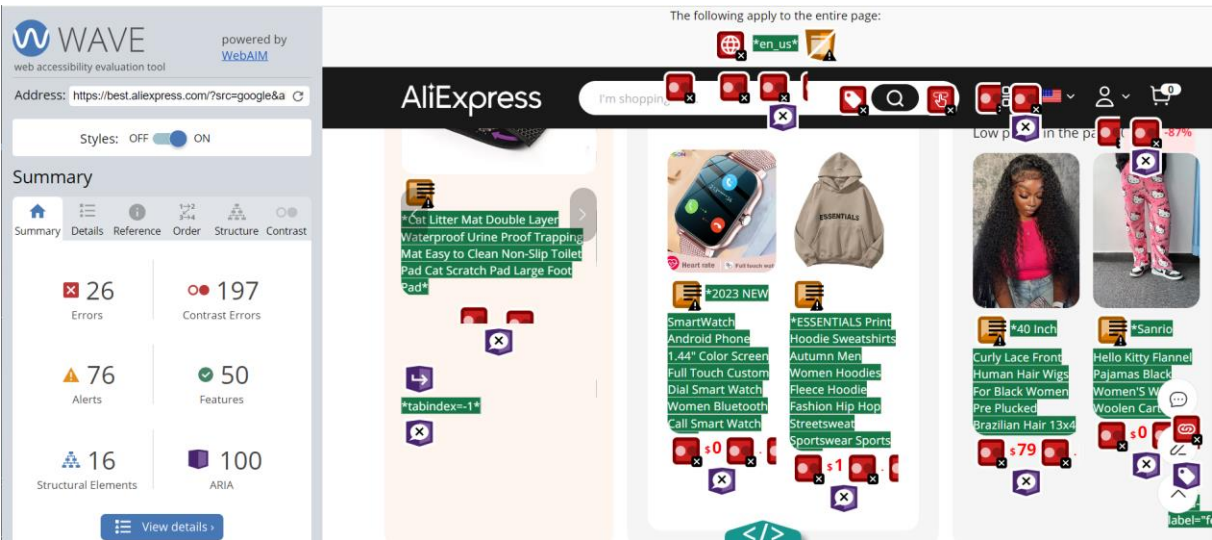 The following apply to the entire page:
*en_us*
WAVE
powered by
WebAIM
web accessibility evaluation tool
Address: https://best.aliexpress.com/?src=google&a
Styles: OFF ON
Summary
Summary Details Reference Order Structure Contrast
26
Errors
197
Contrast Errors
76
Alerts
50
Features
16
Structural Elements
100
ARIA
View details ›
AliExpress
I'm shopping
0
*Cat Litter Mat Double Layer
Waterproof Urine Proof Trapping
Mat Easy to Clean Non-Slip Toilet
Pad Cat Scratch Pad Large Foot
Pad*
*tabindex=-1*
Heart rate
*2023 NEW
SmartWatch
Android Phone
1.44" Color Screen
Full Touch Custom
Dial Smart Watch
Women Bluetooth
Call Smart Watch
$0
ESSENTIALS
*ESSENTIALS Print
Hoodie Sweatshirts
Autumn Men
Women Hoodies
Fleece Hoodie
Fashion Hip Hop
Streetsweat
Sportswear Sports
$1
in the
-87%
*40 Inch
Curly Lace Front
Human Hair Wigs
For Black Women
Pre Plucked
Brazilian Hair 13x4
$79
*Sanrio
Hello Kitty Flannel
Pajamas Black
Women'S
Woolen
$0
</>